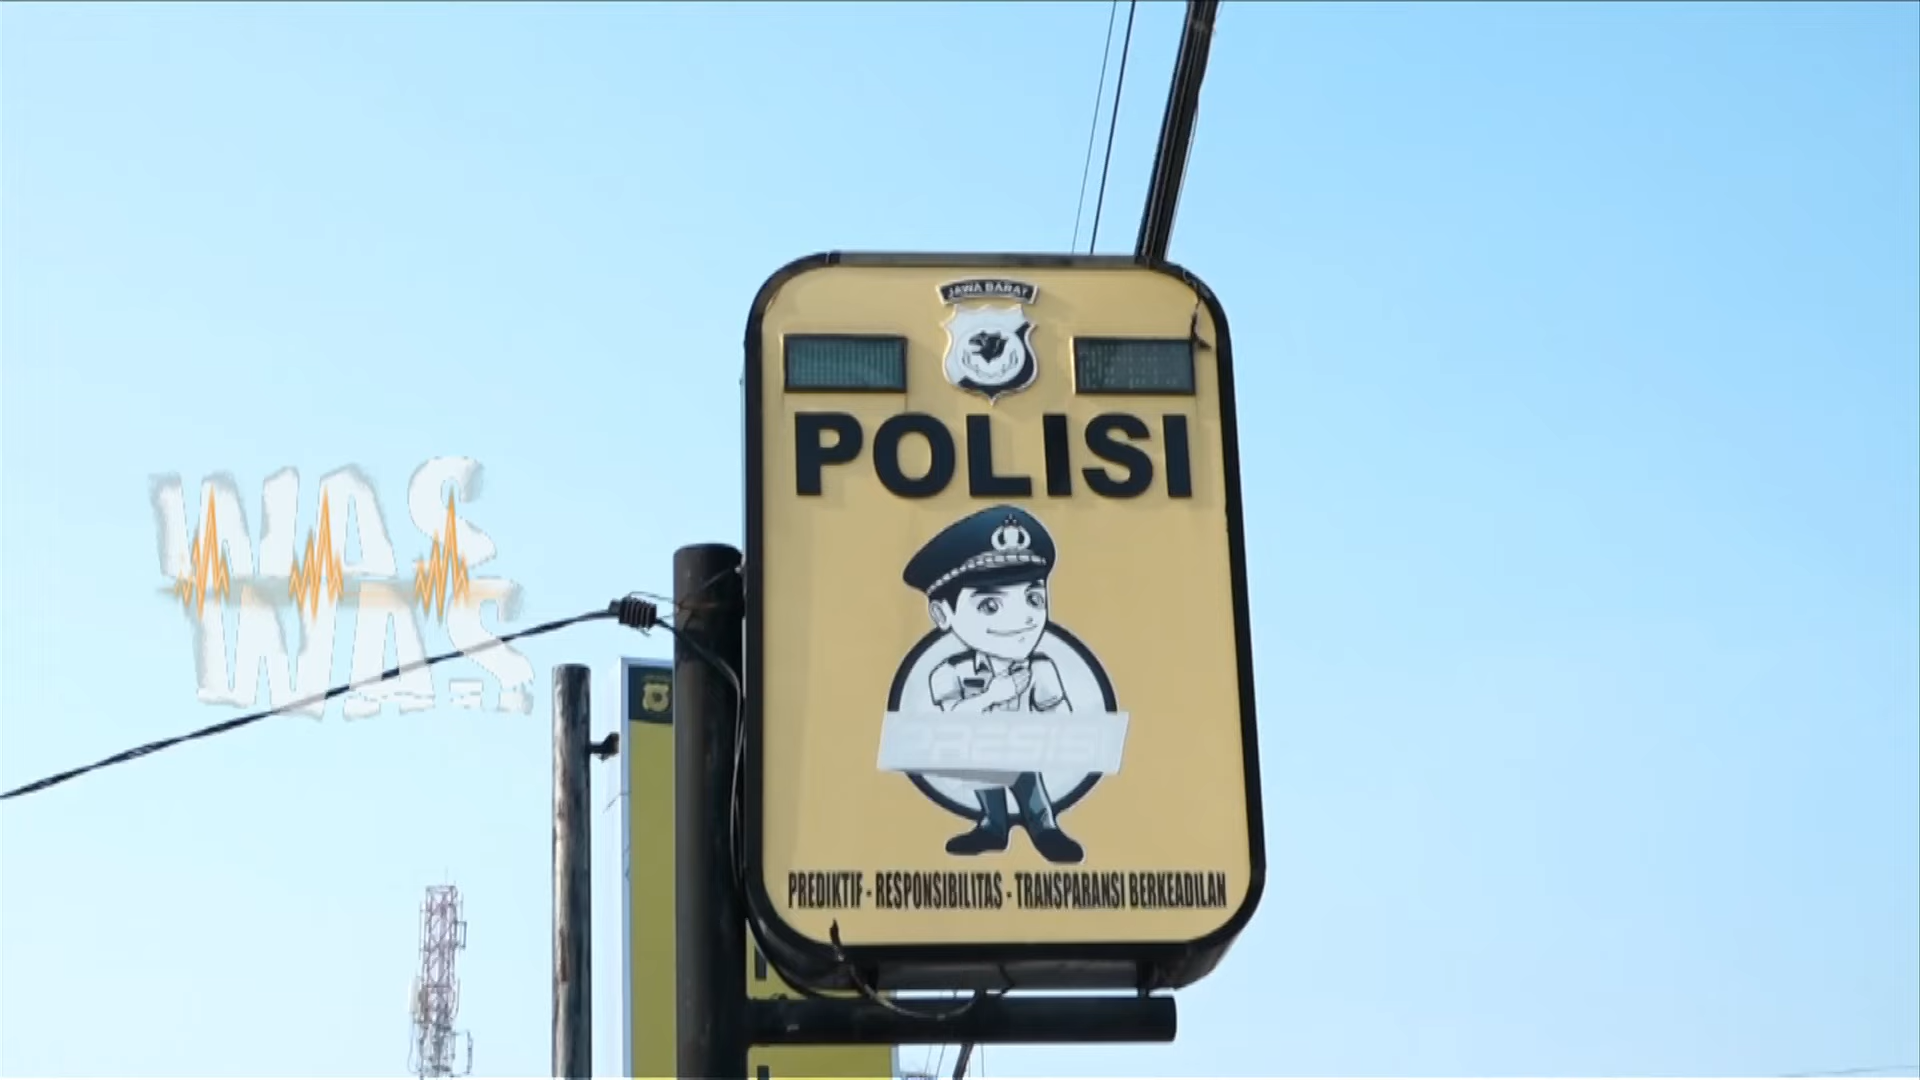 JAWA BARAT
POLISI
WAS
WAS
PRESISI
PREDIKTIF - RESPONSIBILITAS - TRANSPARANSI BERKEADILAN